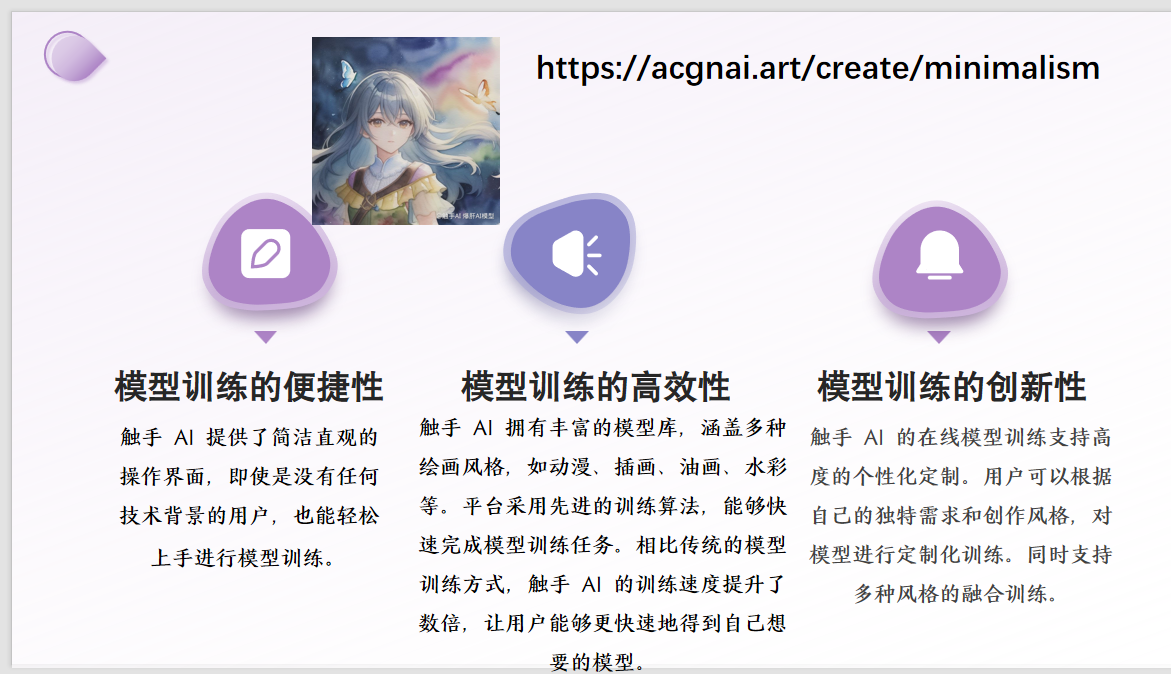 https://acgnai.art/create/minimalism
触手AI 爆肝AI模型
模型训练的便捷性
触手 AI 提供了简洁直观的
操作界面，即使是没有任何
技术背景的用户，也能轻松
上手进行模型训练。
模型训练的高效性
触手 AI 拥有丰富的模型库，涵盖多种
绘画风格，如动漫、插画、油画、水彩
等。平台采用先进的训练算法，能够快
速完成模型训练任务。相比传统的模型
训练方式，触手 AI 的训练速度提升了
数倍，让用户能够更快速地得到自己想
要的模型。
模型训练的创新性
触手 AI 的在线模型训练支持高
度的个性化定制。用户可以根据
自己的独特需求和创作风格，对
模型进行定制化训练。同时支持
多种风格的融合训练。